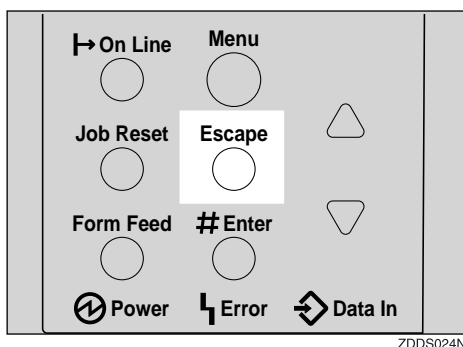 On Line Menu
Job Reset Escape
Form Feed # Enter
Power Error Data In
ZDDS024N